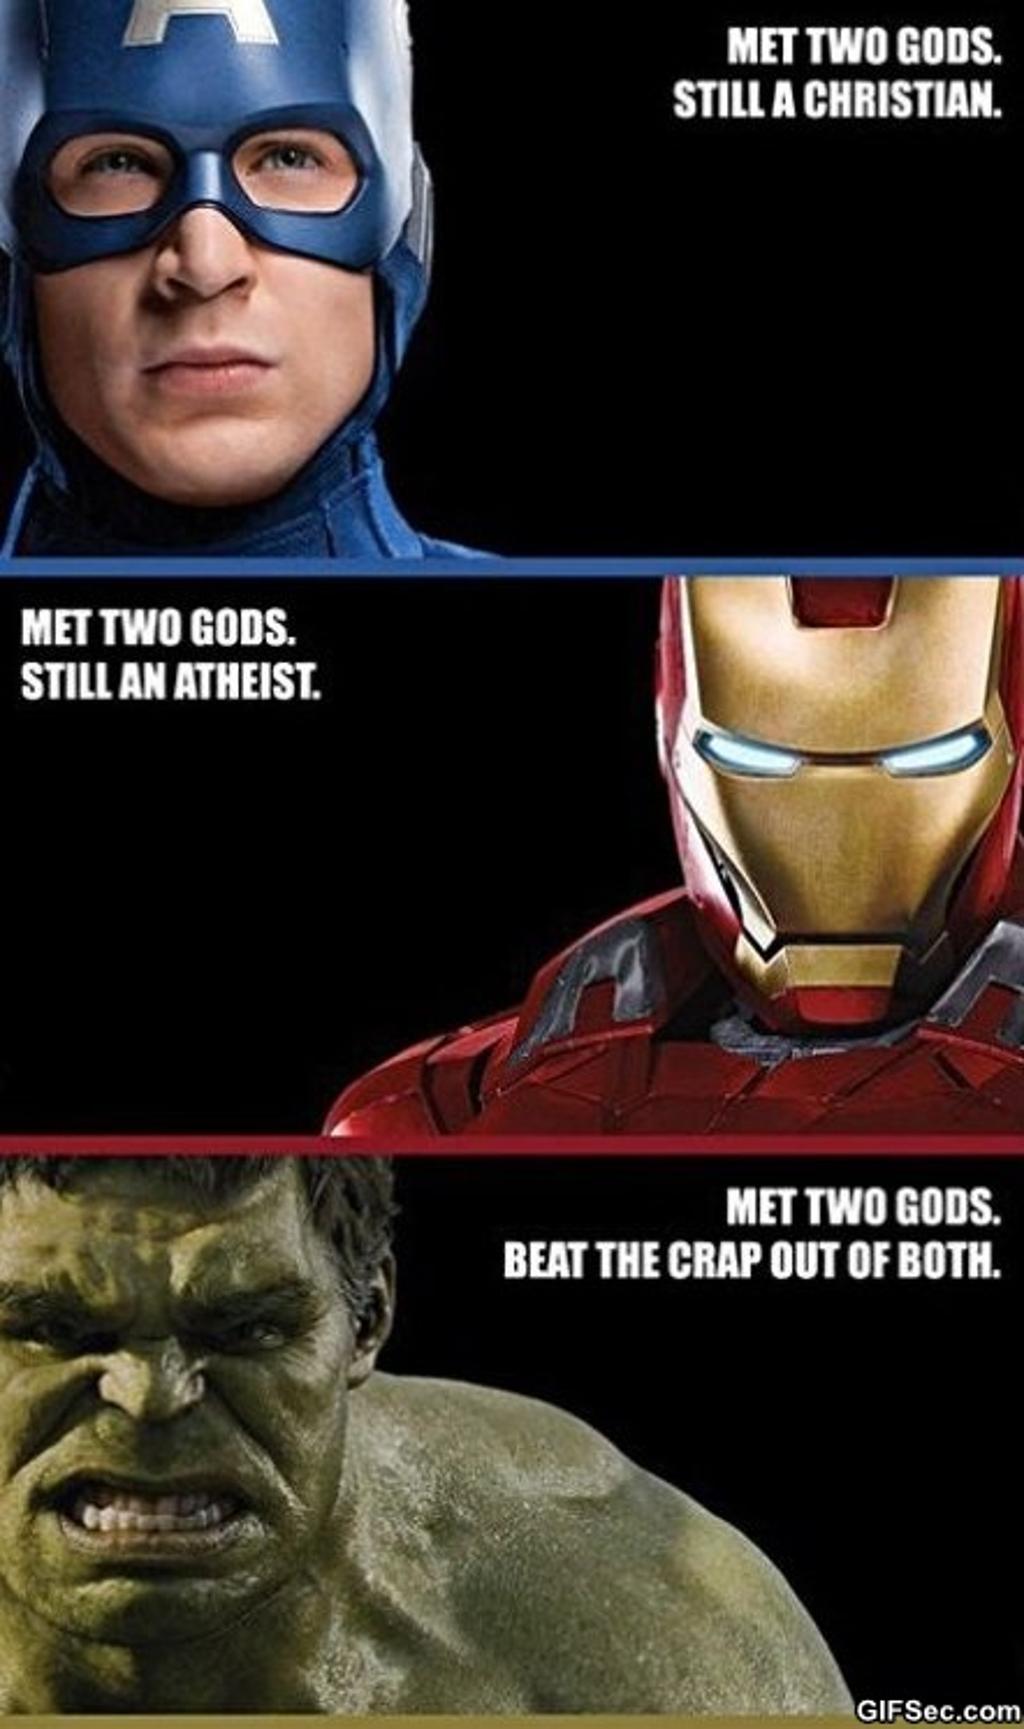 MET TWO GODS.
STILL A CHRISTIAN.
MET TWO GODS.
STILL AN ATHEIST.
MET TWO GODS.
BEAT THE CRAP OUT OF BOTH.
GIFSec.com